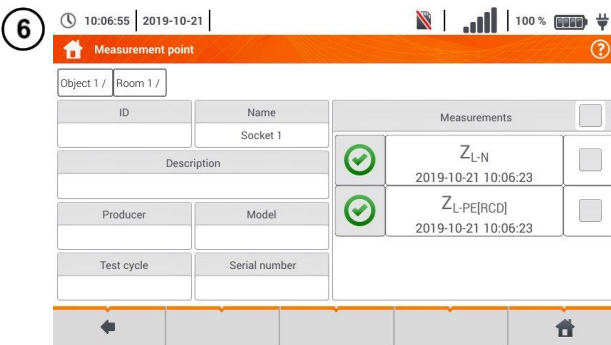 6
10:06:55 2019-10-21 100 %
Measurement point ?
Object 1 / Room 1 /
ID Name Measurements
Socket 1
Description
ZL-N
2019-10-21 10:06:23
ZL-PE[RCD]
2019-10-21 10:06:23
Producer Model
Test cycle Serial number